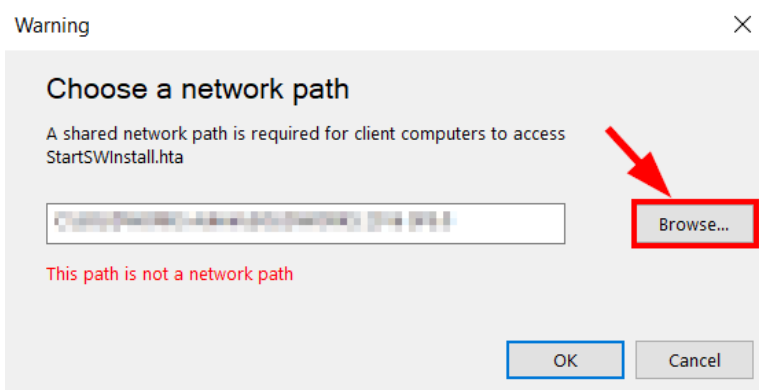 Warning
Choose a network path
A shared network path is required for client computers to access
StartSWInstall.hta
Browse...
This path is not a network path
OK
Cancel